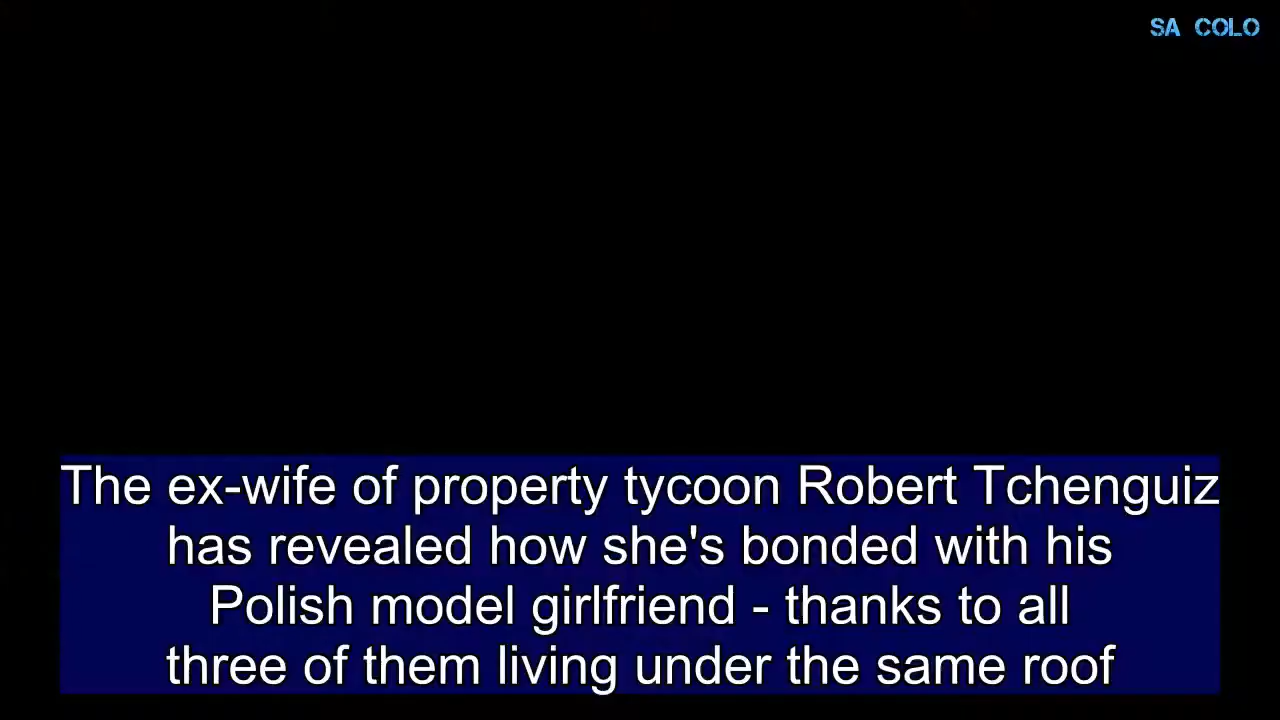 SA COLO
The ex-wife of property tycoon Robert Tchenguiz
has revealed how she's bonded with his
Polish model girlfriend - thanks to all
three of them living under the same roof